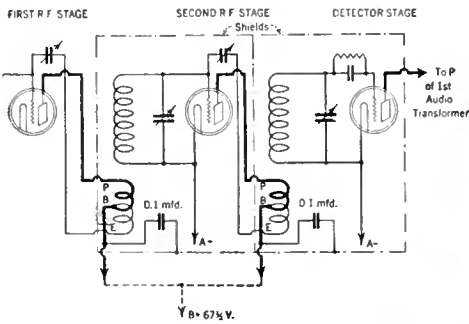 FIRST R.F. STAGE
SECOND R.F. STAGE
DETECTOR STAGE
Shields
To P
of 1st
Audio
Transformer
P
B
E
0.1 mfd.
A-
P
B
E
0.1 mfd.
A-
B+ 67½ V.